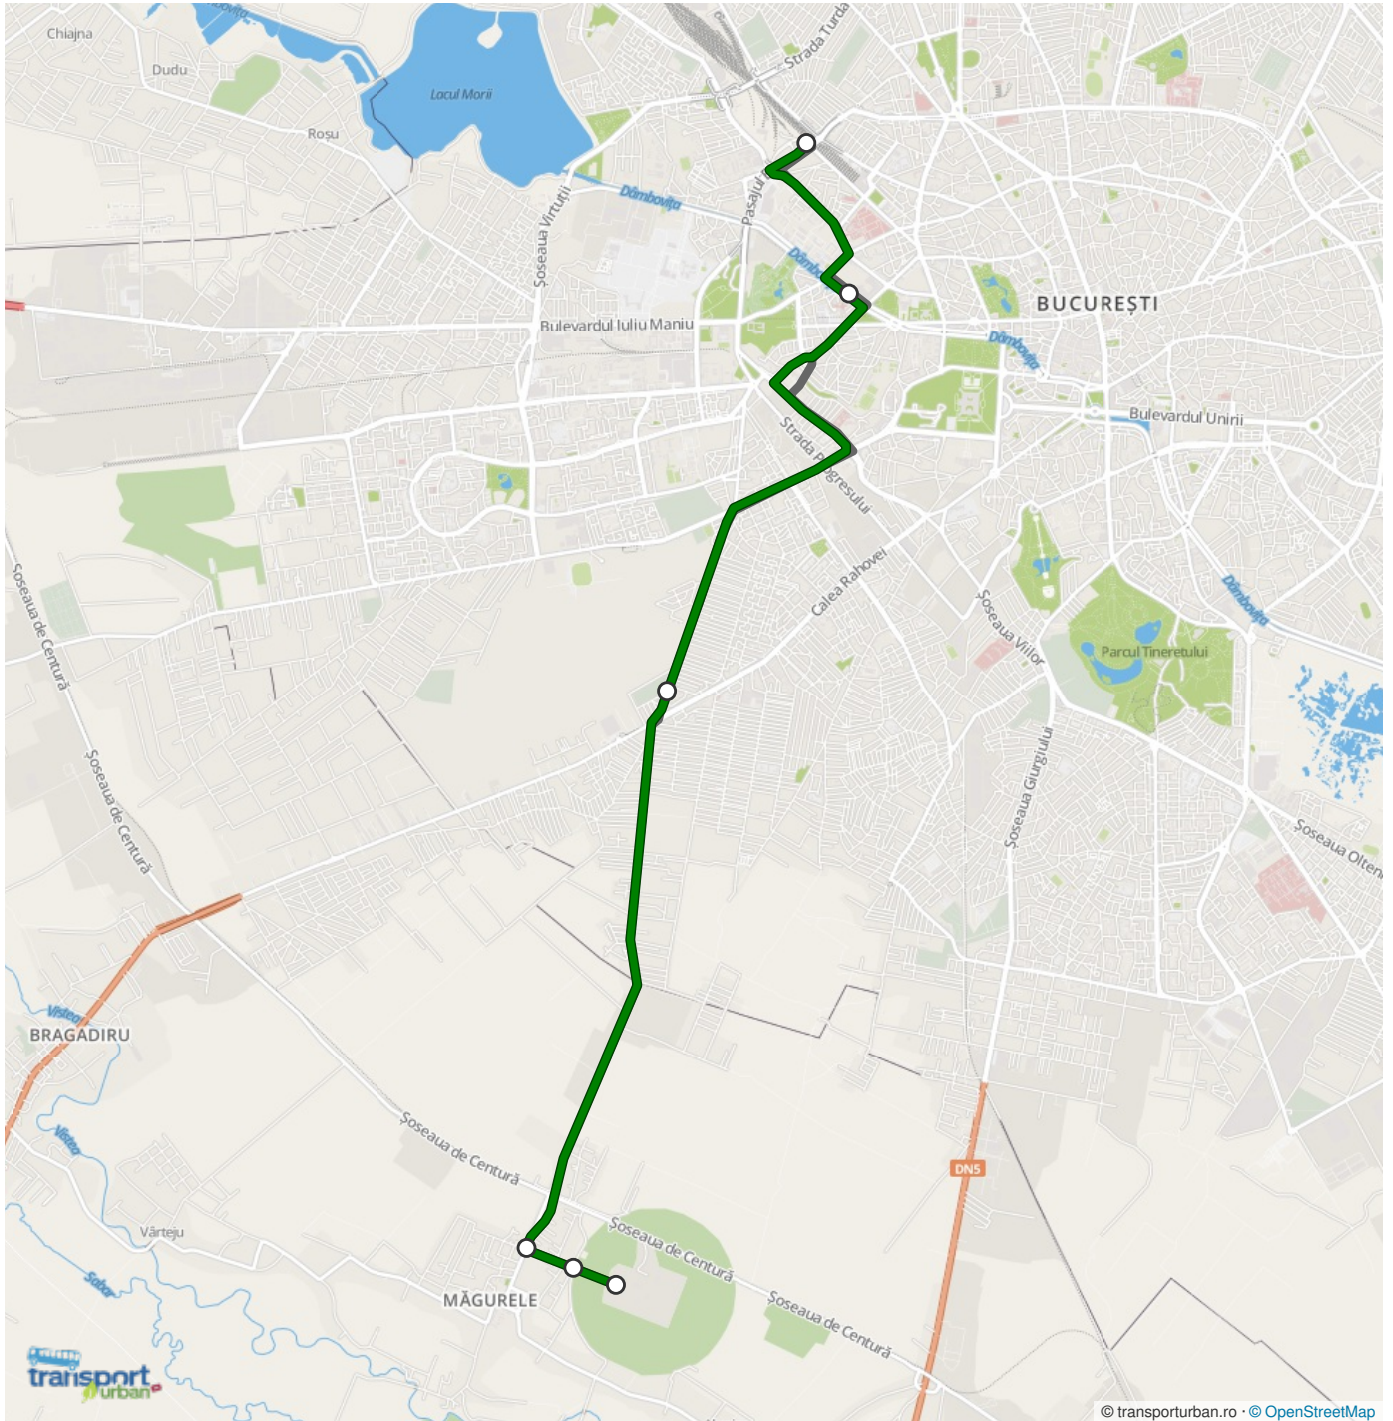 Dâmbovița
Chiajna
Strada Turda
Dudu
Lacul Morii
Roșu
Pasajul
Dâmbovița
Șoseaua Virtuții
BUCUREȘTI
Bulevardul Iuliu Maniu
Dâmbovița
Bulevardul Unirii
Strada Progresului
Calea Rahovei
Șoseaua de Centură
Șoseaua Viilor
Dâmbovița
Parcul Tineretului
Șoseaua de Centură
Șoseaua Giurgiului
Șoseaua Olteni
Vistea
BRAGADIRU
Vistea
Șoseaua de Centură
DN5
Vârteju
Șoseaua de Centură
Sabar
MĂGURELE
Șoseaua de Centură
transport
urban
© transporturban.ro · © OpenStreetMap